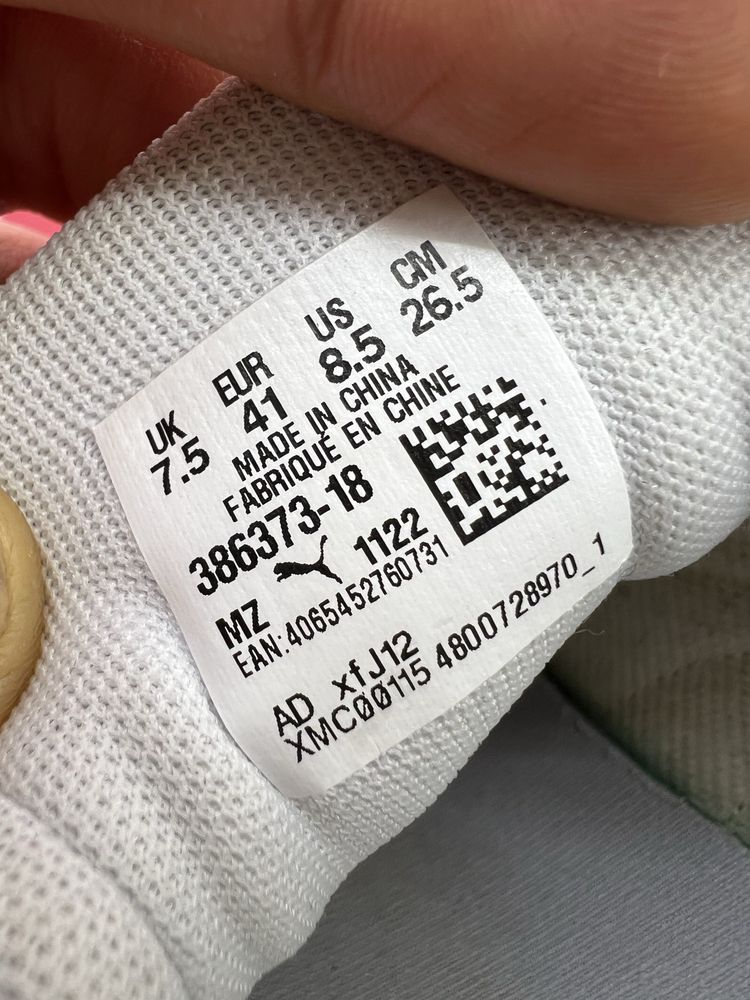 UK EUR US CM
7.5 41 8.5 26.5
MADE IN CHINA
FABRIQUÉ EN CHINE
386373-18
MZ 1122
EAN:4065452760731
AD xfJ12
XMC00115 4800728970_1